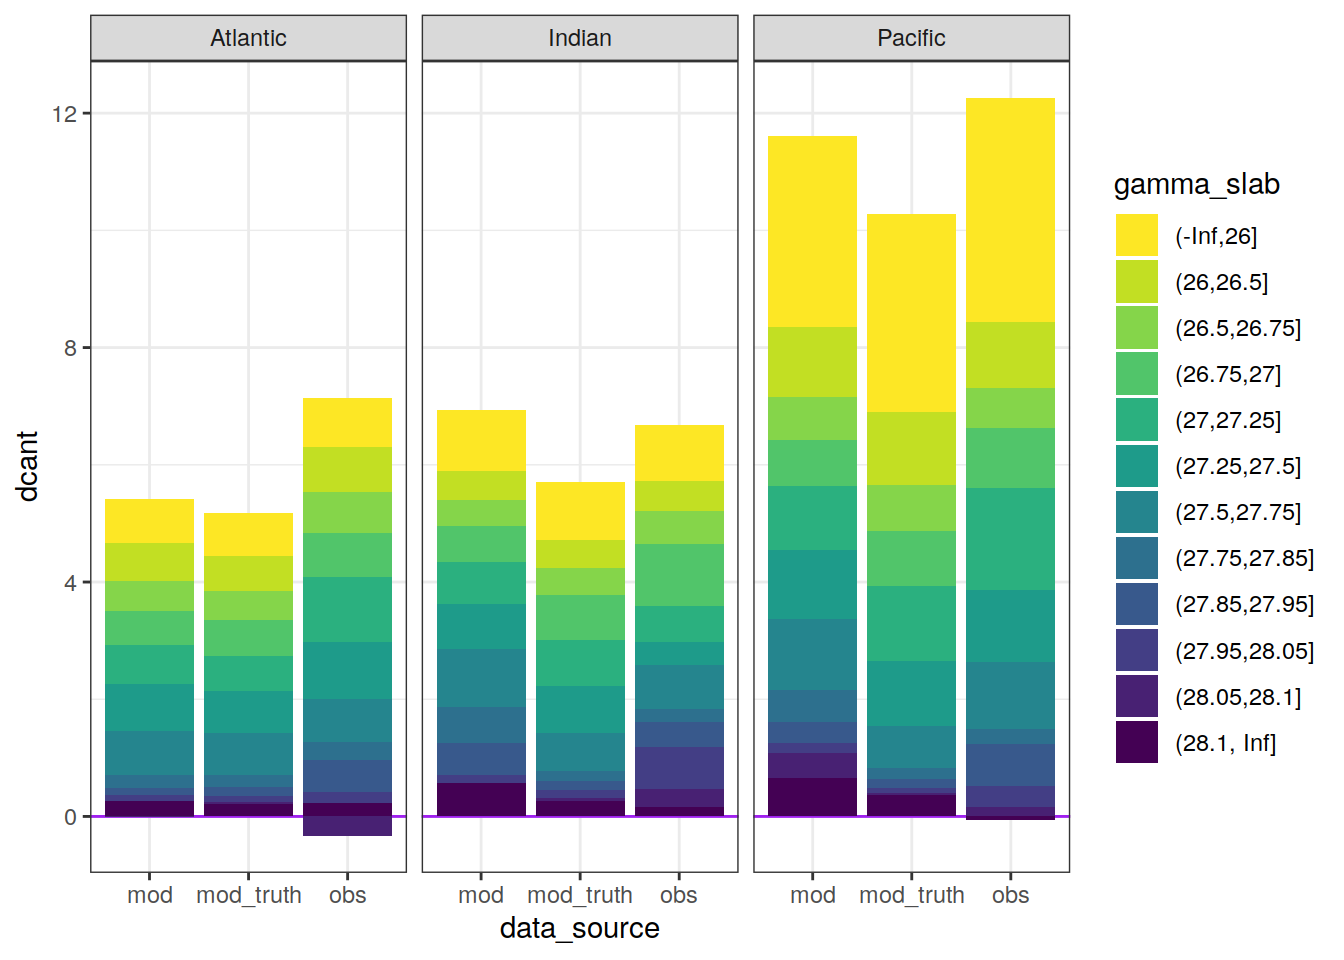 Atlantic
Indian
Pacific
12
8
4
0
dcant
mod
mod_truth
obs
mod
mod_truth
obs
mod
mod_truth
obs
data_source
gamma_slab
(-Inf,26]
(26,26.5]
(26.5,26.75]
(26.75,27]
(27,27.25]
(27.25,27.5]
(27.5,27.75]
(27.75,27.85]
(27.85,27.95]
(27.95,28.05]
(28.05,28.1]
(28.1, Inf]